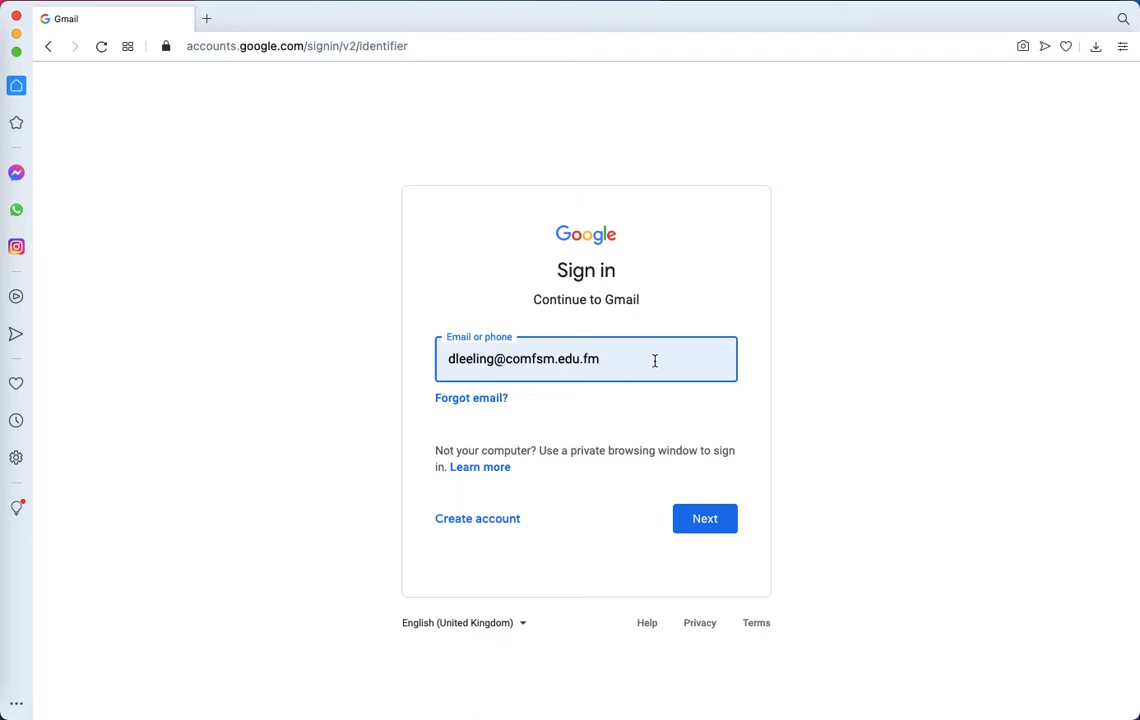 Gmail
accounts.google.com/signin/v2/identifier
Google
Sign in
Continue to Gmail
Email or phone
dleeling@comfsm.edu.fm
Forgot email?
Not your computer? Use a private browsing window to sign
in. Learn more
Create account
Next
English (United Kingdom)
Help
Privacy
Terms